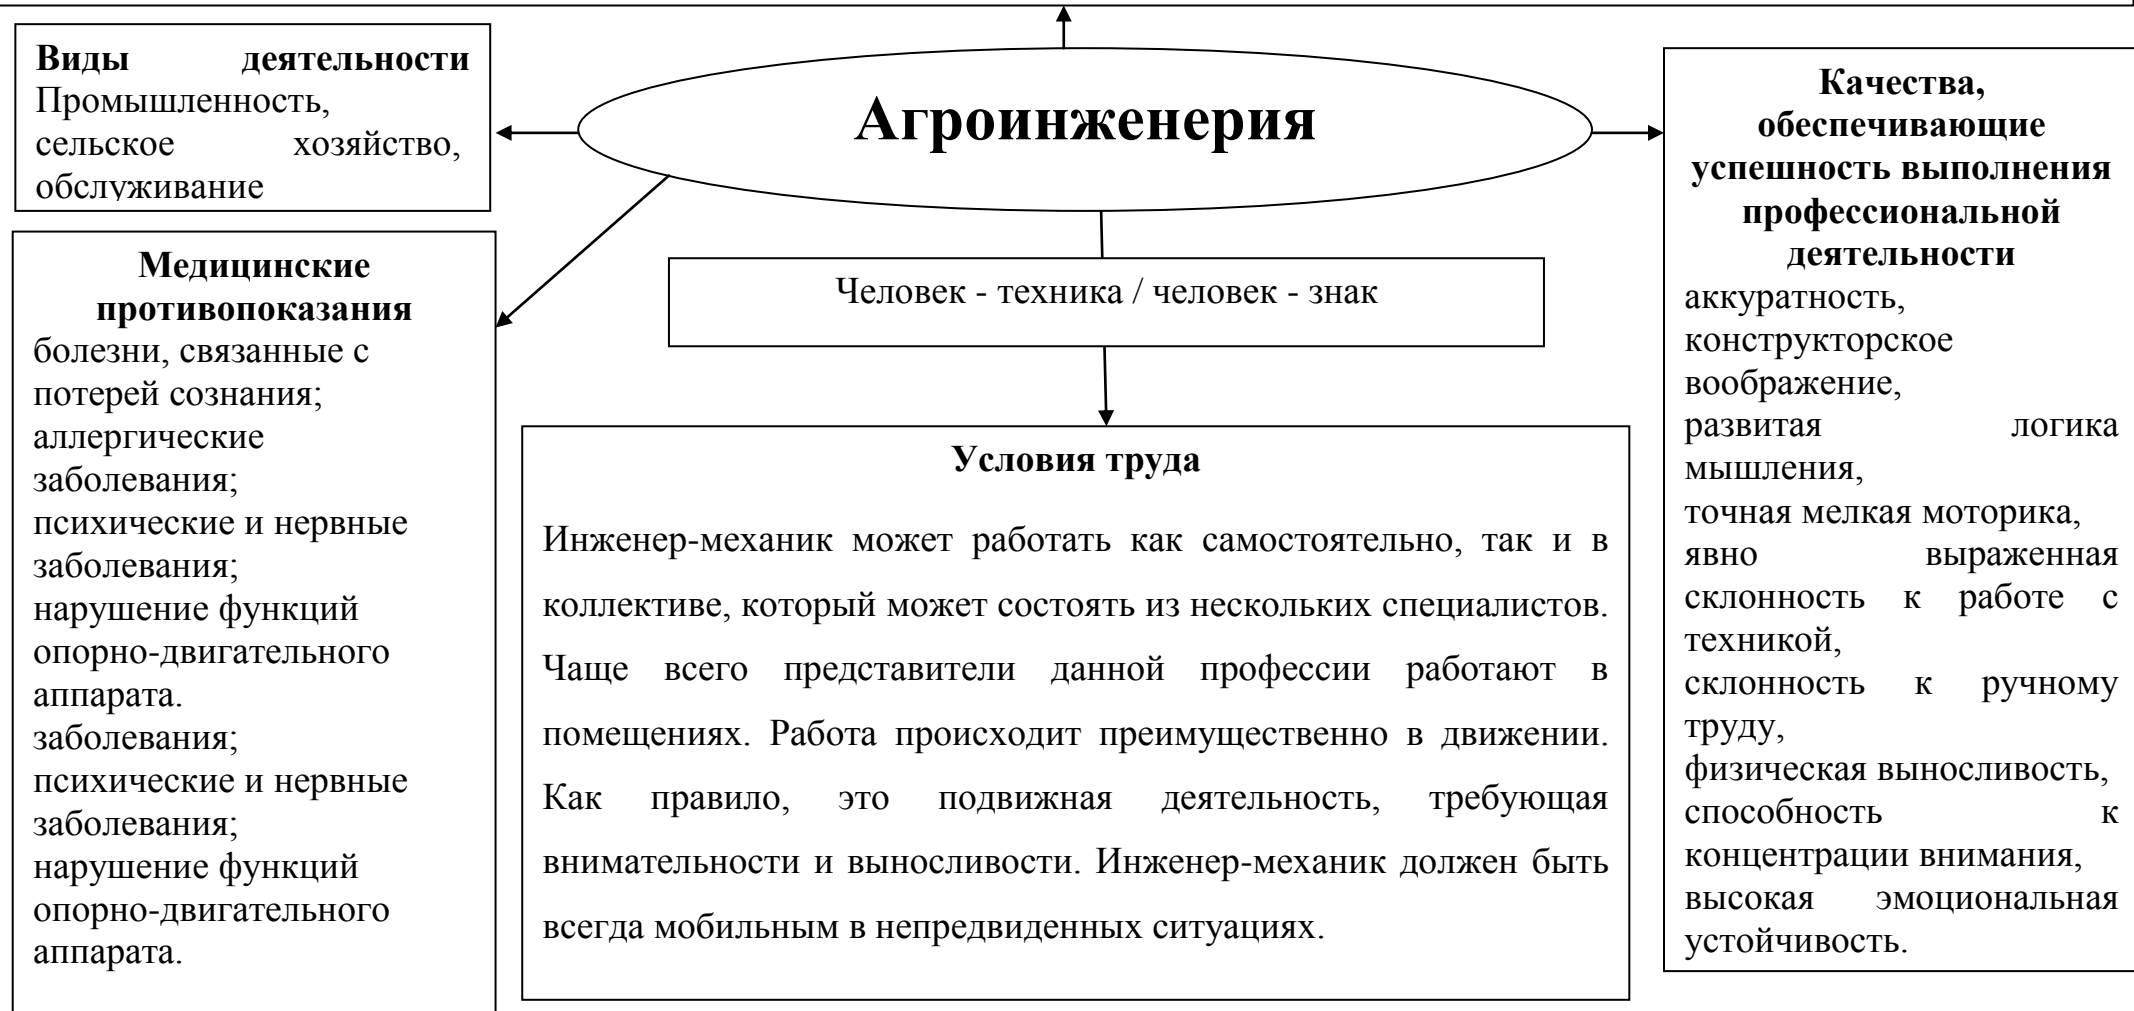 Виды деятельности
Промышленность,
сельское хозяйство,
обслуживание
Агроинженерия
Качества,
обеспечивающие
успешность выполнения
профессиональной
деятельности
аккуратность,
конструкторское
воображение,
развитая логика
мышления,
точная мелкая моторика,
явно выраженная
склонность к работе с
техникой,
склонность к ручному
труду,
физическая выносливость,
способность к
концентрации внимания,
высокая эмоциональная
устойчивость.
Медицинские
противопоказания
болезни, связанные с
потерей сознания;
аллергические
заболевания;
психические и нервные
заболевания;
нарушение функций
опорно-двигательного
аппарата.
заболевания;
психические и нервные
заболевания;
нарушение функций
опорно-двигательного
аппарата.
Человек - техника / человек - знак
Условия труда
Инженер-механик может работать как самостоятельно, так и в
коллективе, который может состоять из нескольких специалистов.
Чаще всего представители данной профессии работают в
помещениях. Работа происходит преимущественно в движении.
Как правило, это подвижная деятельность, требующая
внимательности и выносливости. Инженер-механик должен быть
всегда мобильным в непредвиденных ситуациях.